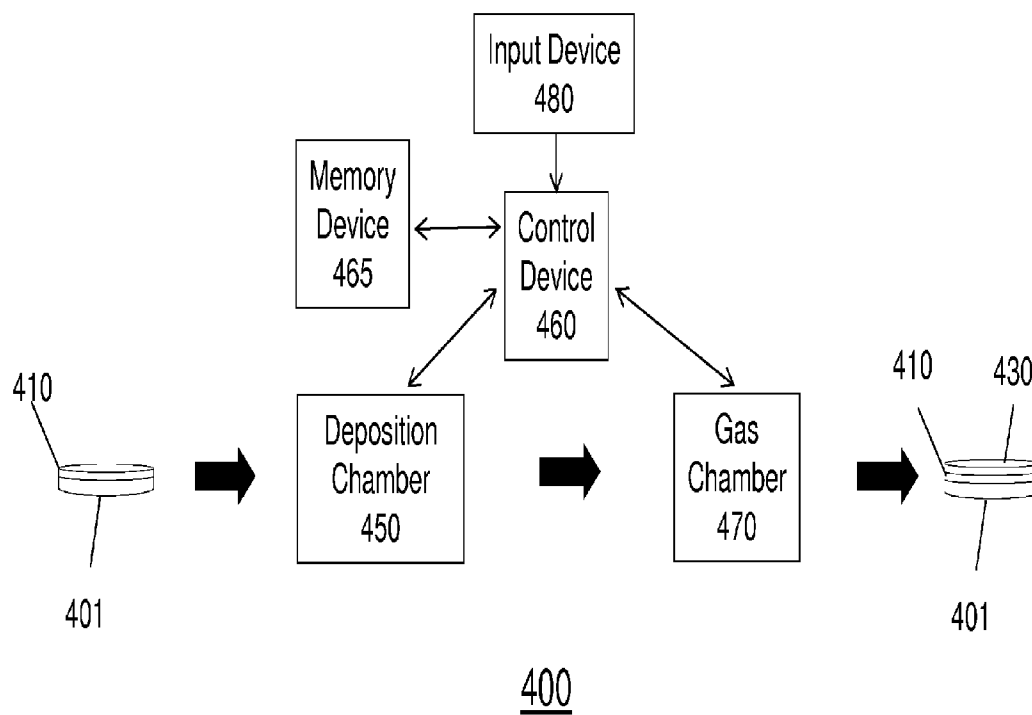 Input Device
480
Memory
Device
465
Control
Device
460
410
Deposition
Chamber
450
Gas
Chamber
470
410
430
401
401
400